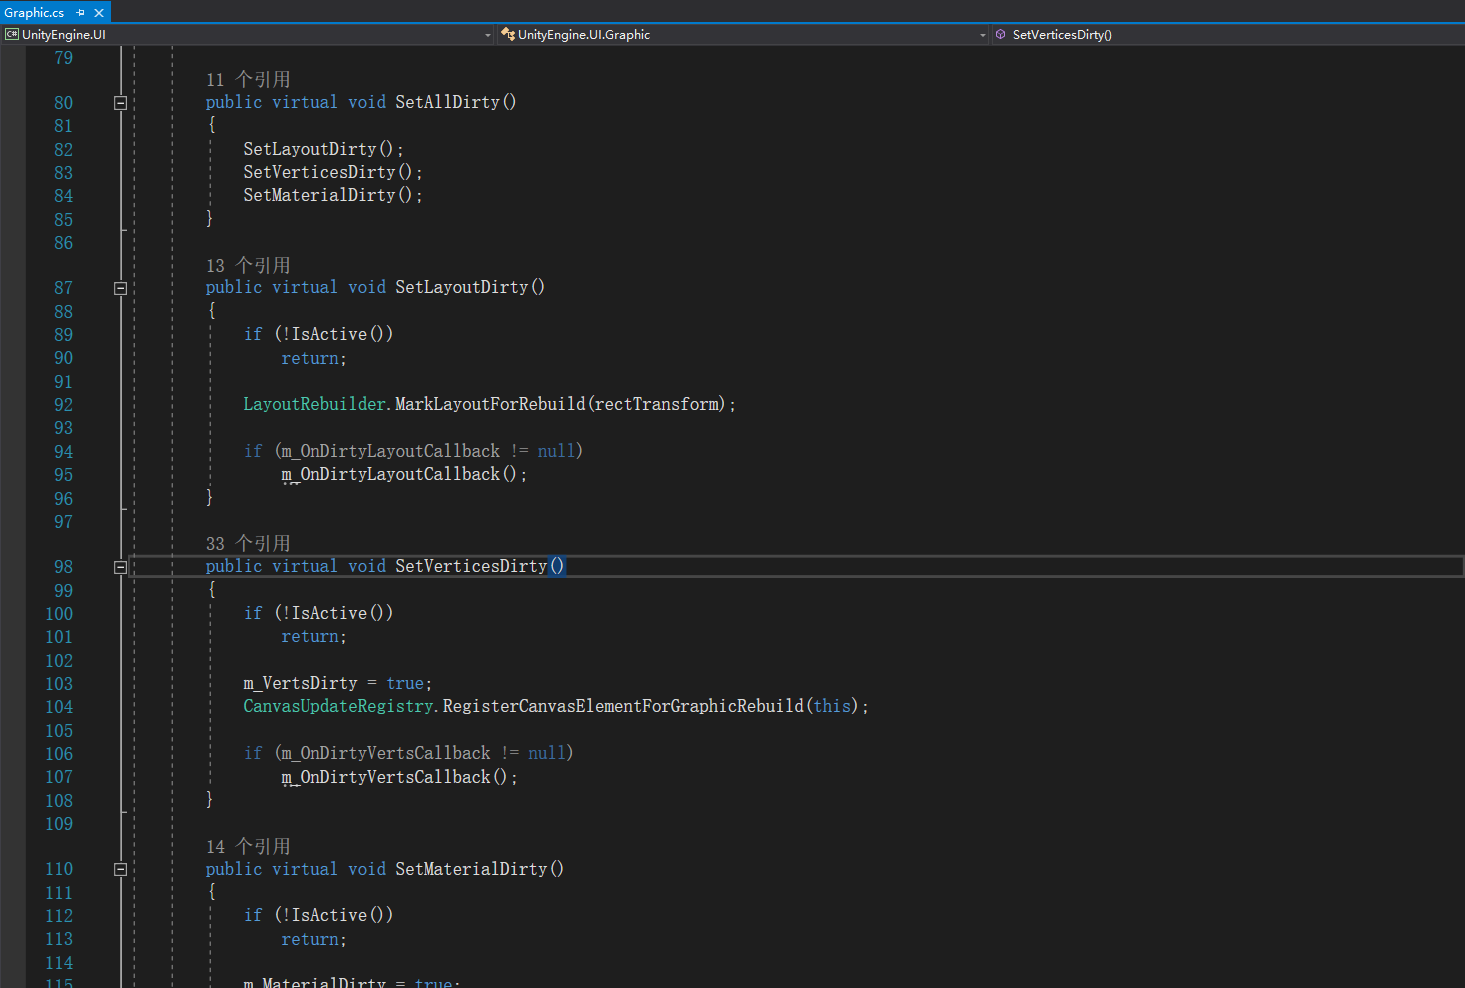 Graphic.cs
C# UnityEngine.UI UnityEngine.UI.Graphic SetVerticesDirty()
79
11 个引用
80 public virtual void SetAllDirty()
81 {
82 SetLayoutDirty();
83 SetVerticesDirty();
84 SetMaterialDirty();
85 }
86
13 个引用
87 public virtual void SetLayoutDirty()
88 {
89 if (!IsActive())
90 return;
91
92 LayoutRebuilder.MarkLayoutForRebuild(rectTransform);
93
94 if (m_OnDirtyLayoutCallback != null)
95 m_OnDirtyLayoutCallback();
96 }
97
33 个引用
98 public virtual void SetVerticesDirty()
99 {
100 if (!IsActive())
101 return;
102
103 m_VertsDirty = true;
104 CanvasUpdateRegistry.RegisterCanvasElementForGraphicRebuild(this);
105
106 if (m_OnDirtyVertsCallback != null)
107 m_OnDirtyVertsCallback();
108 }
109
14 个引用
110 public virtual void SetMaterialDirty()
111 {
112 if (!IsActive())
113 return;
114
115 m_MaterialDirty = true;